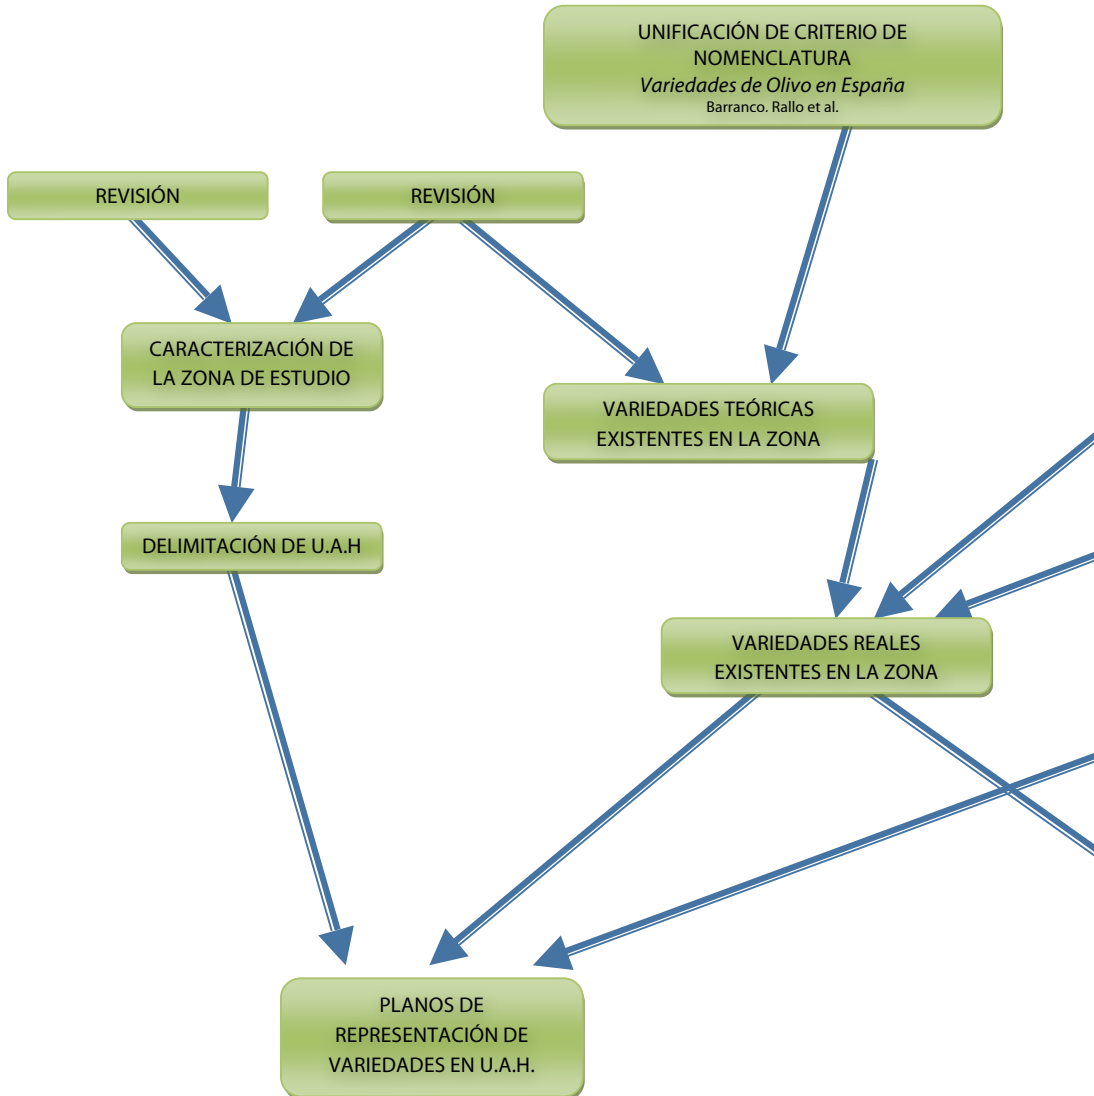 UNIFICACIÓN DE CRITERIO DE
NOMENCLATURA
Variedades de Olivo en España
Barranco. Rallo et al.
REVISIÓN
REVISIÓN
CARACTERIZACIÓN DE
LA ZONA DE ESTUDIO
VARIEDADES TEÓRICAS
EXISTENTES EN LA ZONA
DELIMITACIÓN DE U.A.H
VARIEDADES REALES
EXISTENTES EN LA ZONA
PLANOS DE
REPRESENTACIÓN DE
VARIEDADES EN U.A.H.